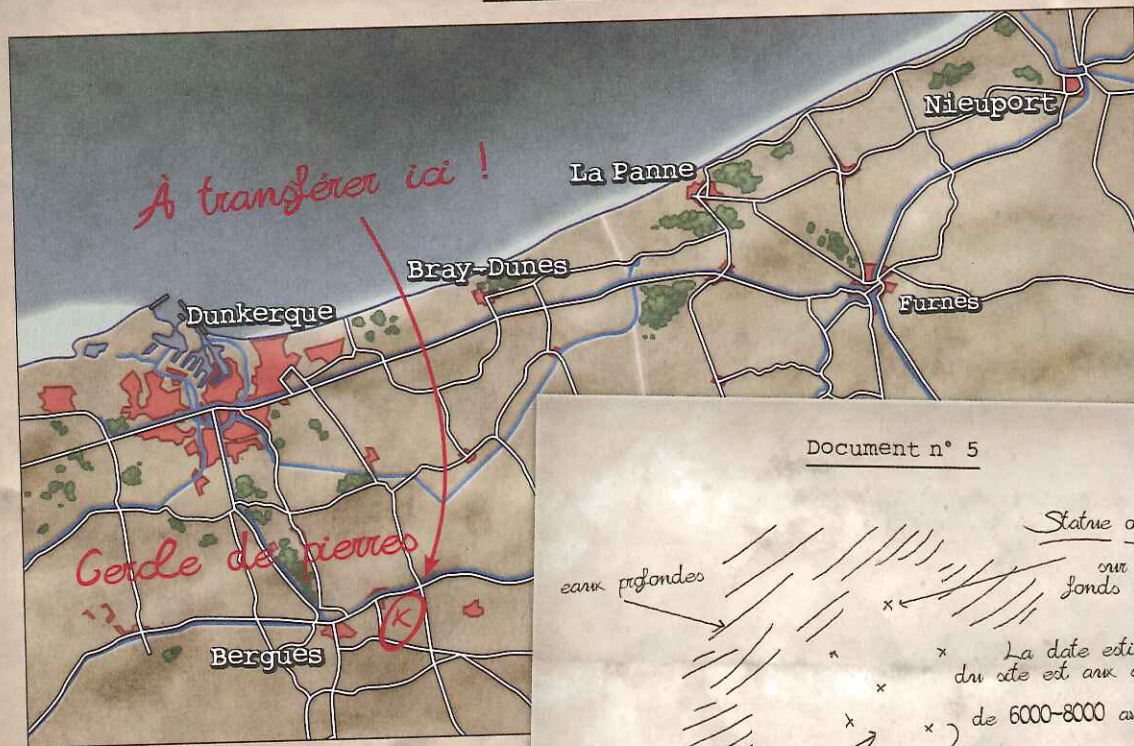 Nieuport
La Panne
À transférer ici !
Bray-Dunes
Dunkerque
Furnes
Cercle de pierres
Bergues
Document n° 5
Statue
eaux profondes
sur
fonds
La date
du site est aux
de 6000-8000